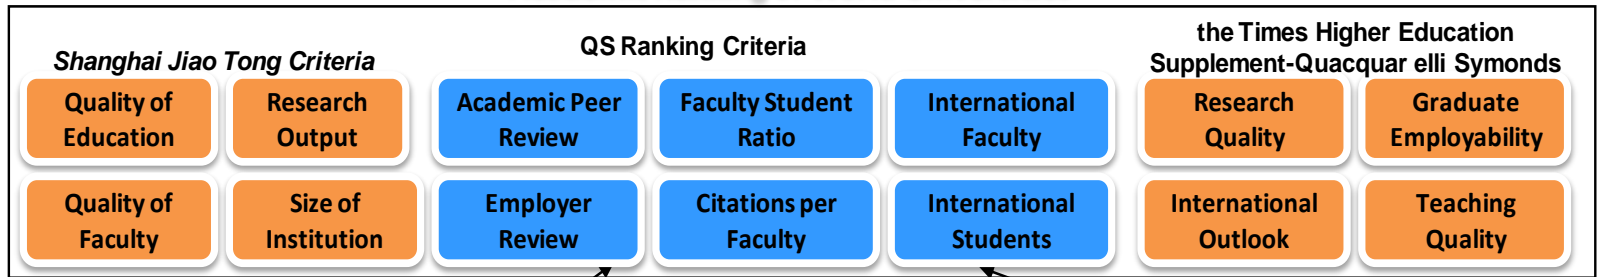 Shanghai Jiao Tong Criteria
Quality of
Education
Research
Output
Quality of
Faculty
Size of
Institution
QS Ranking Criteria
Academic Peer
Review
Faculty Student
Ratio
International
Faculty
Employer
Review
Citations per
Faculty
International
Students
the Times Higher Education
Supplement-Quacquar elli Symonds
Research
Quality
Graduate
Employability
International
Outlook
Teaching
Quality